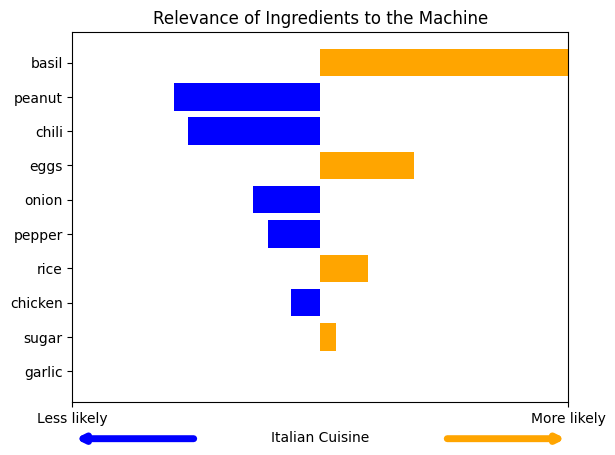 Relevance of Ingredients to the Machine
basil
peanut
chili
eggs
onion
pepper
rice
chicken
sugar
garlic
Less likely
More likely
Italian Cuisine